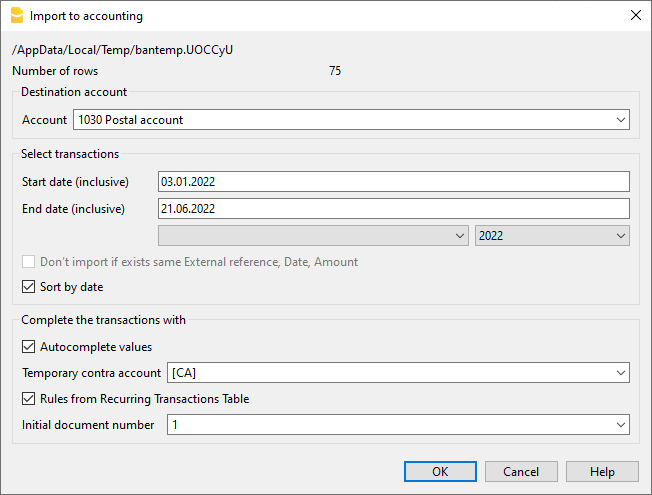 Import to accounting
/AppData/Local/Temp/bantemp.UOCCyU
Number of rows 75
Destination account
Account 1030 Postal account
Select transactions
Start date (inclusive) 03.01.2022
End date (inclusive) 21.06.2022
2022
Don't import if exists same External reference, Date, Amount
Sort by date
Complete the transactions with
Autocomplete values
Temporary contra account [CA]
Rules from Recurring Transactions Table
Initial document number 1
OK Cancel Help